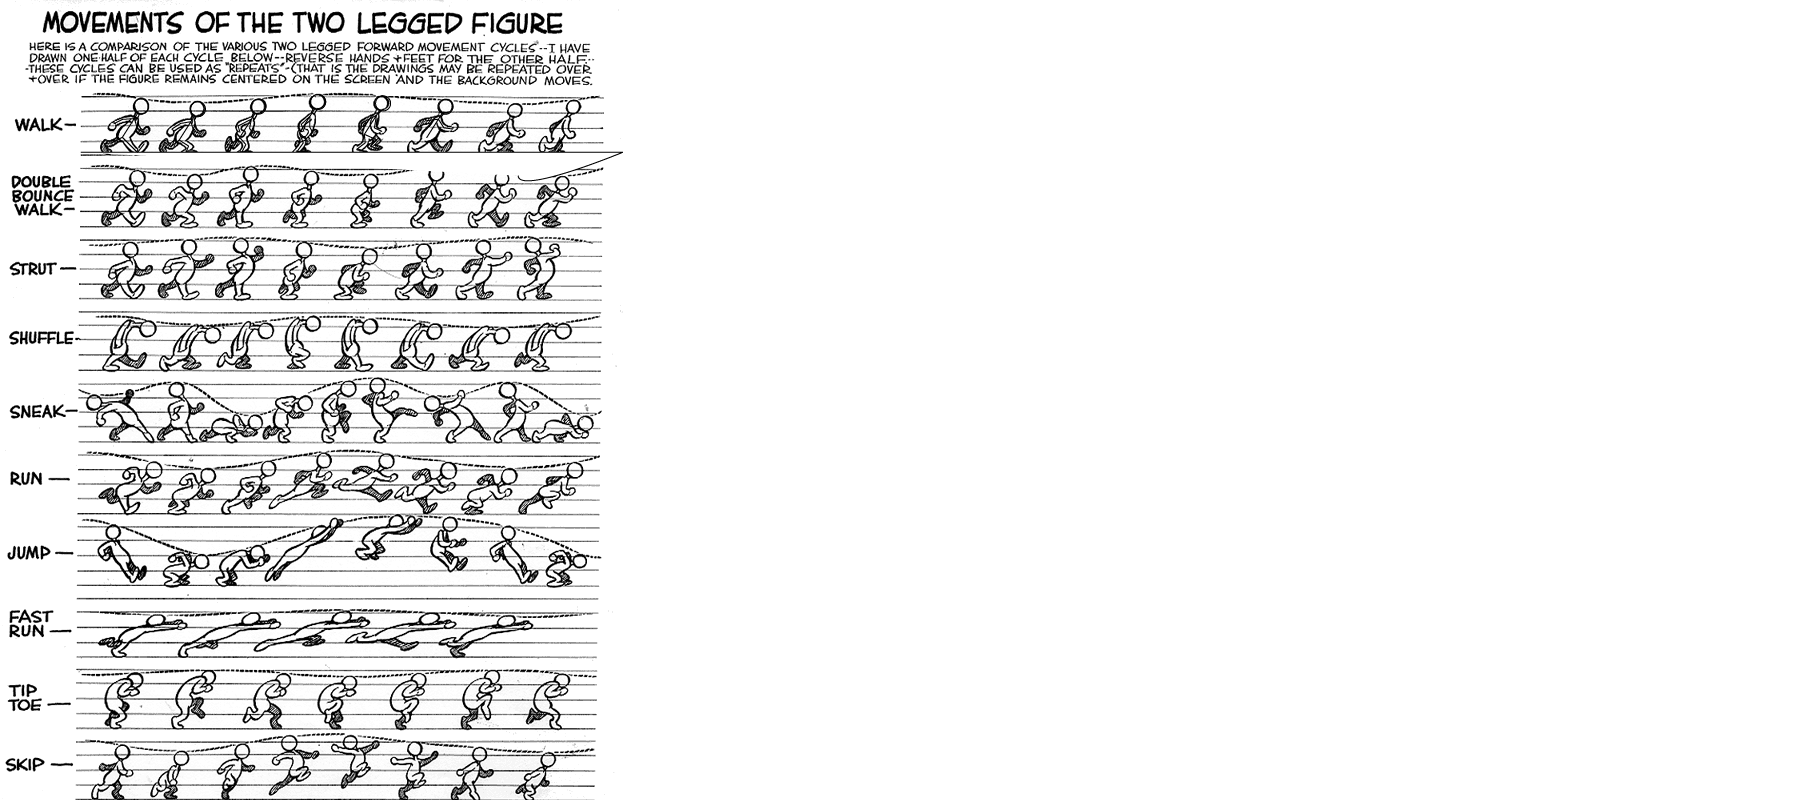 MOVEMENTS OF THE TWO LEGGED FIGURE
HERE IS A COMPARISON OF THE VARIOUS TWO LEGGED FORWARD MOVEMENT CYCLES--I HAVE
DRAWN ONE-HALF OF EACH CYCLE BELOW--REVERSE HANDS + FEET FOR THE OTHER HALF--
-THESE CYCLES CAN BE USED AS "REPEATS"-(THAT IS THE DRAWINGS MAY BE REPEATED OVER
+OVER IF THE FIGURE REMAINS CENTERED ON THE SCREEN AND THE BACKGROUND MOVES.
WALK-
DOUBLE
BOUNCE
WALK-
STRUT-
SHUFFLE-
SNEAK-
RUN-
JUMP-
FAST
RUN-
TIP
TOE-
SKIP-